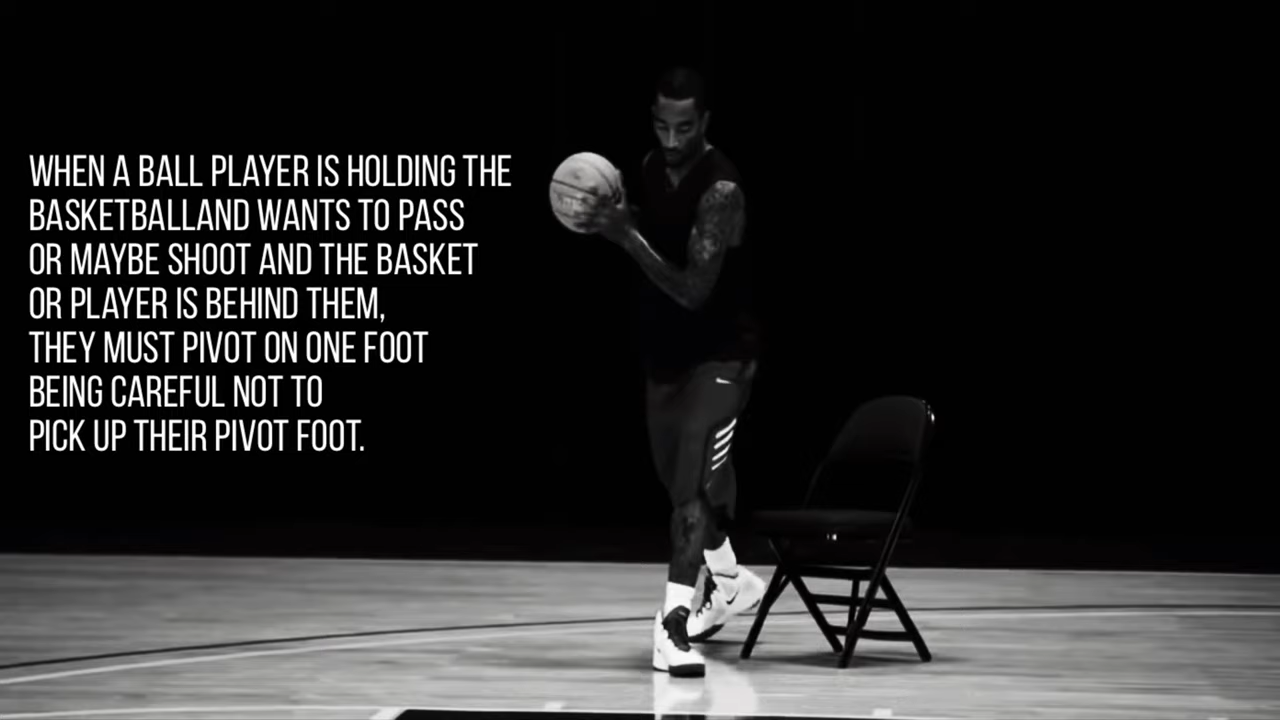 WHEN A BALL PLAYER IS HOLDING THE
BASKETBALLAND WANTS TO PASS
OR MAYBE SHOOT AND THE BASKET
OR PLAYER IS BEHIND THEM,
THEY MUST PIVOT ON ONE FOOT
BEING CAREFUL NOT TO
PICK UP THEIR PIVOT FOOT.